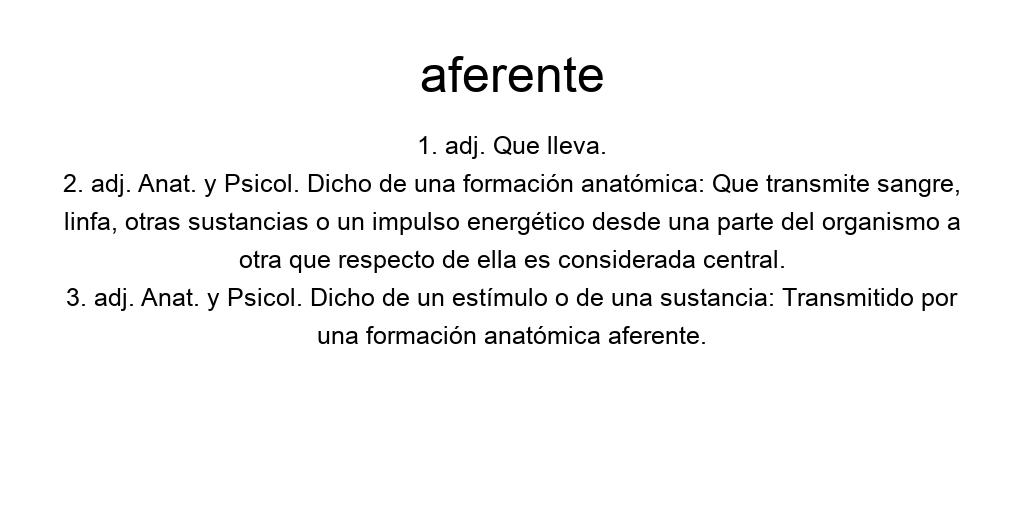 aferente
1. adj. Que lleva.
2. adj. Anat. y Psicol. Dicho de una formación anatómica: Que transmite sangre,
linfa, otras sustancias o un impulso energético desde una parte del organismo a
otra que respecto de ella es considerada central.
3. adj. Anat. y Psicol. Dicho de un estímulo o de una sustancia: Transmitido por
una formación anatómica aferente.